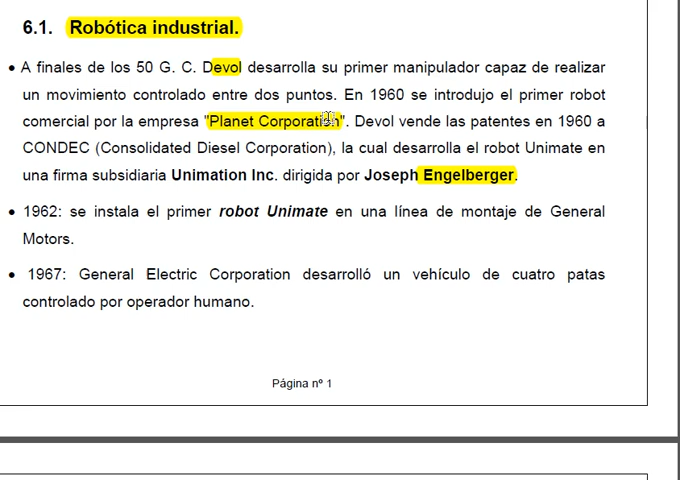 6.1. Robótica industrial.
• A finales de los 50 G. C. Devol desarrolla su primer manipulador capaz de realizar
un movimiento controlado entre dos puntos. En 1960 se introdujo el primer robot
comercial por la empresa "Planet Corporation". Devol vende las patentes en 1960 a
CONDEC (Consolidated Diesel Corporation), la cual desarrolla el robot Unimate en
una firma subsidiaria Unimation Inc. dirigida por Joseph Engelberger.
• 1962: se instala el primer robot Unimate en una línea de montaje de General
Motors.
• 1967: General Electric Corporation desarrolló un vehículo de cuatro patas
controlado por operador humano.
Página nº 1